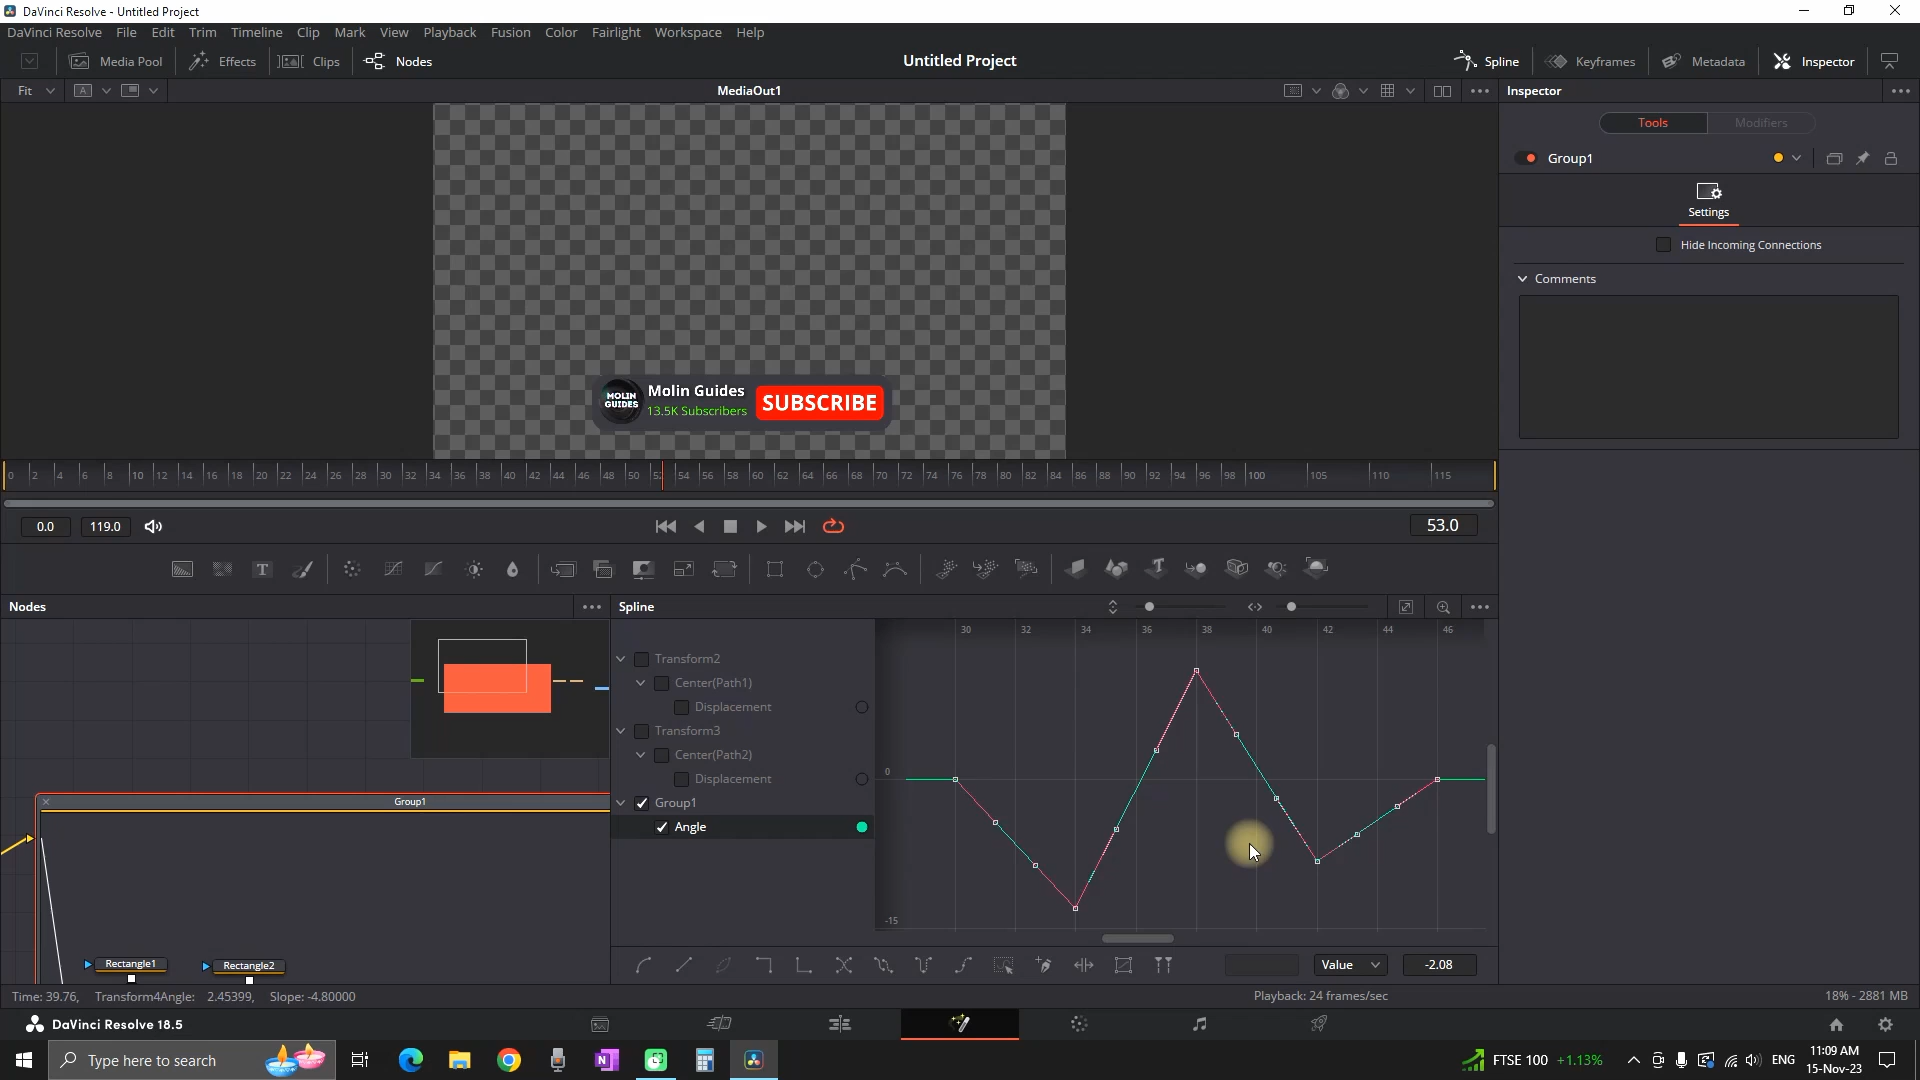 DaVinci Resolve - Untitled Project
DaVinci Resolve File Edit Trim Timeline Clip Mark View Playback Fusion Color Fairlight Workspace Help
Media Pool Effects Clips Nodes Untitled Project Spline Keyframes Metadata Inspector
Fit A MediaOut1 Inspector
Tools Modifiers
Group1
Settings
Hide Incoming Connections
Comments
MOLIN GUIDES
Molin Guides
13.5K Subscribers
SUBSCRIBE
0 2 4 6 8 10 12 14 16 18 20 22 24 26 28 30 32 34 36 38 40 42 44 46 48 50 54 56 58 60 62 64 66 68 70 72 74 76 78 80 82 84 86 88 90 92 94 96 98 100 105 110 115
0.0 119.0 53.0
Nodes Spline
30 32 34 36 38 40 42 44 46
Transform2
Center(Path1)
Displacement
Transform3
Center(Path2)
Displacement
0
Group1
Group1
Angle
-15
Rectangle1 Rectangle2
Value -2.08
Time: 39.76, Transform4Angle: 2.45399, Slope: -4.80000 Playback: 24 frames/sec 18% - 2881 MB
DaVinci Resolve 18.5
Type here to search FTSE 100 +1.13% ENG 11:09 AM
15-Nov-23